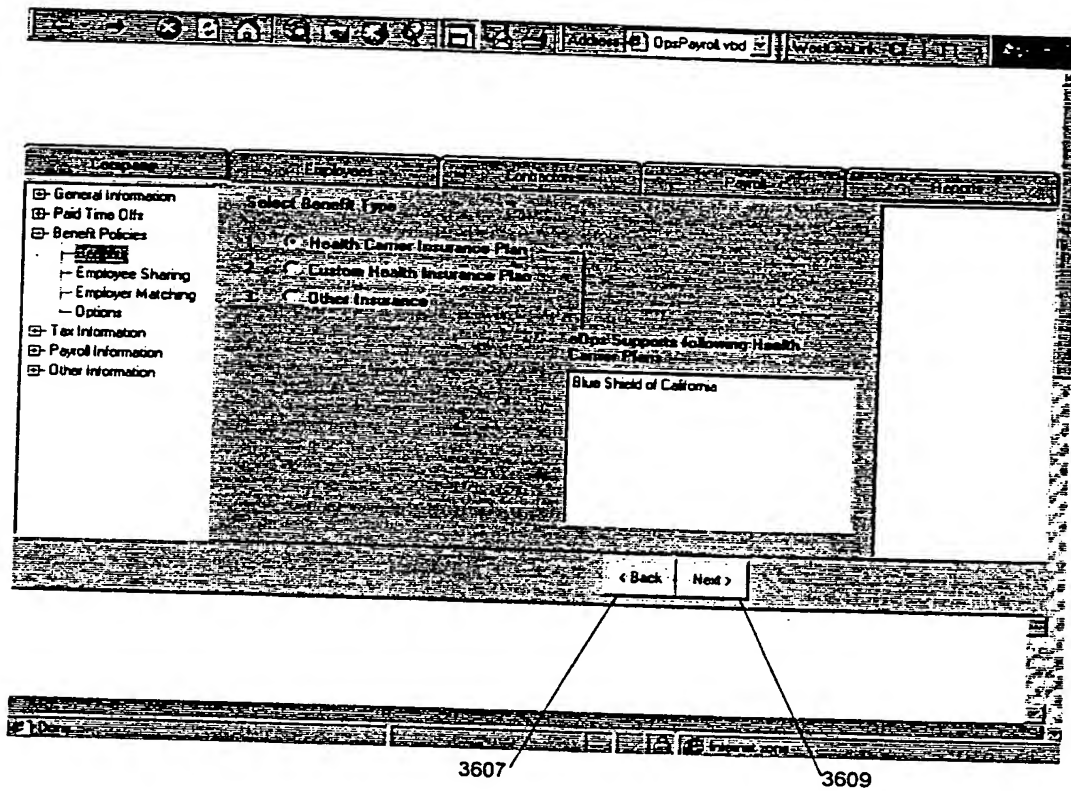 Address OpsPayroll.vbd
Company Employees Contractors Payroll Reports
General Information
Paid Time Offs
Benefit Policies
Employee Sharing
Employer Matching
Options
Tax Information
Payroll Information
Other Information
Select Benefit Type
1. Health Carrier Insurance Plan
2. Custom Health Insurance Plan
3. Other Insurance
eOps Supports following Health
Carrier Plans
Blue Shield of California
< Back Next >
Done Internet zone
3607 3609